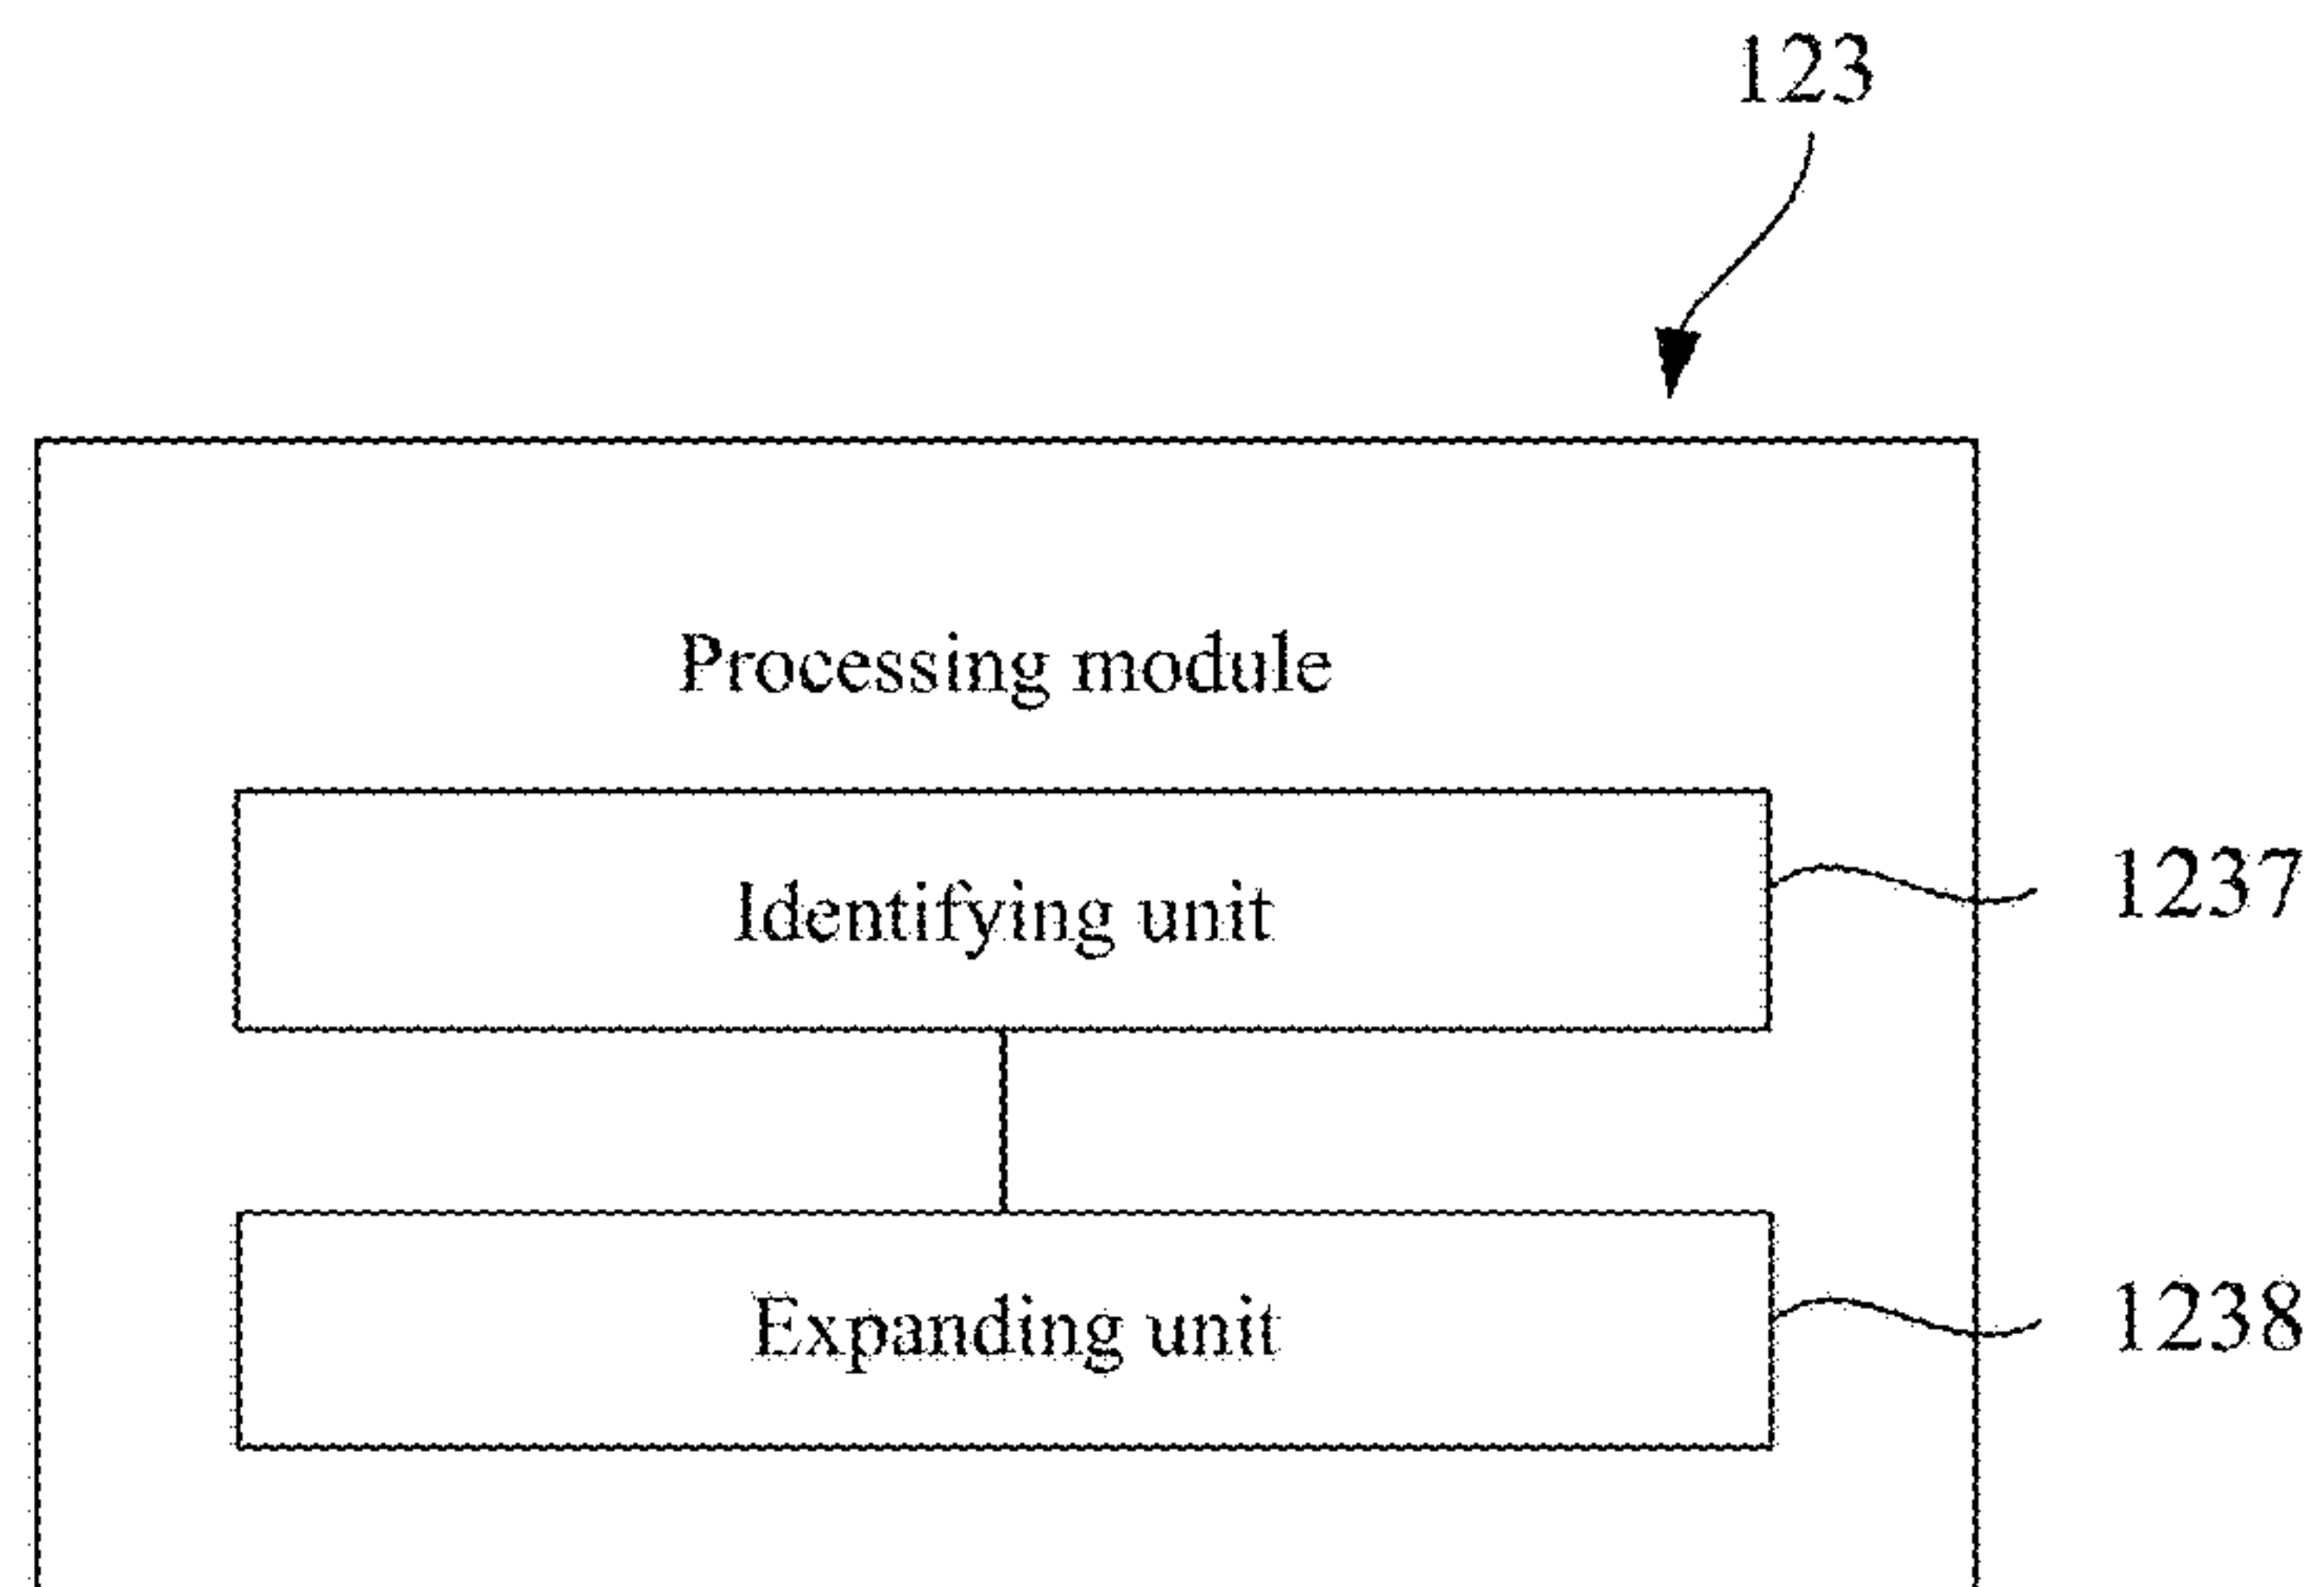 123
Processing module
Identifying unit
1237
Expanding unit
1238